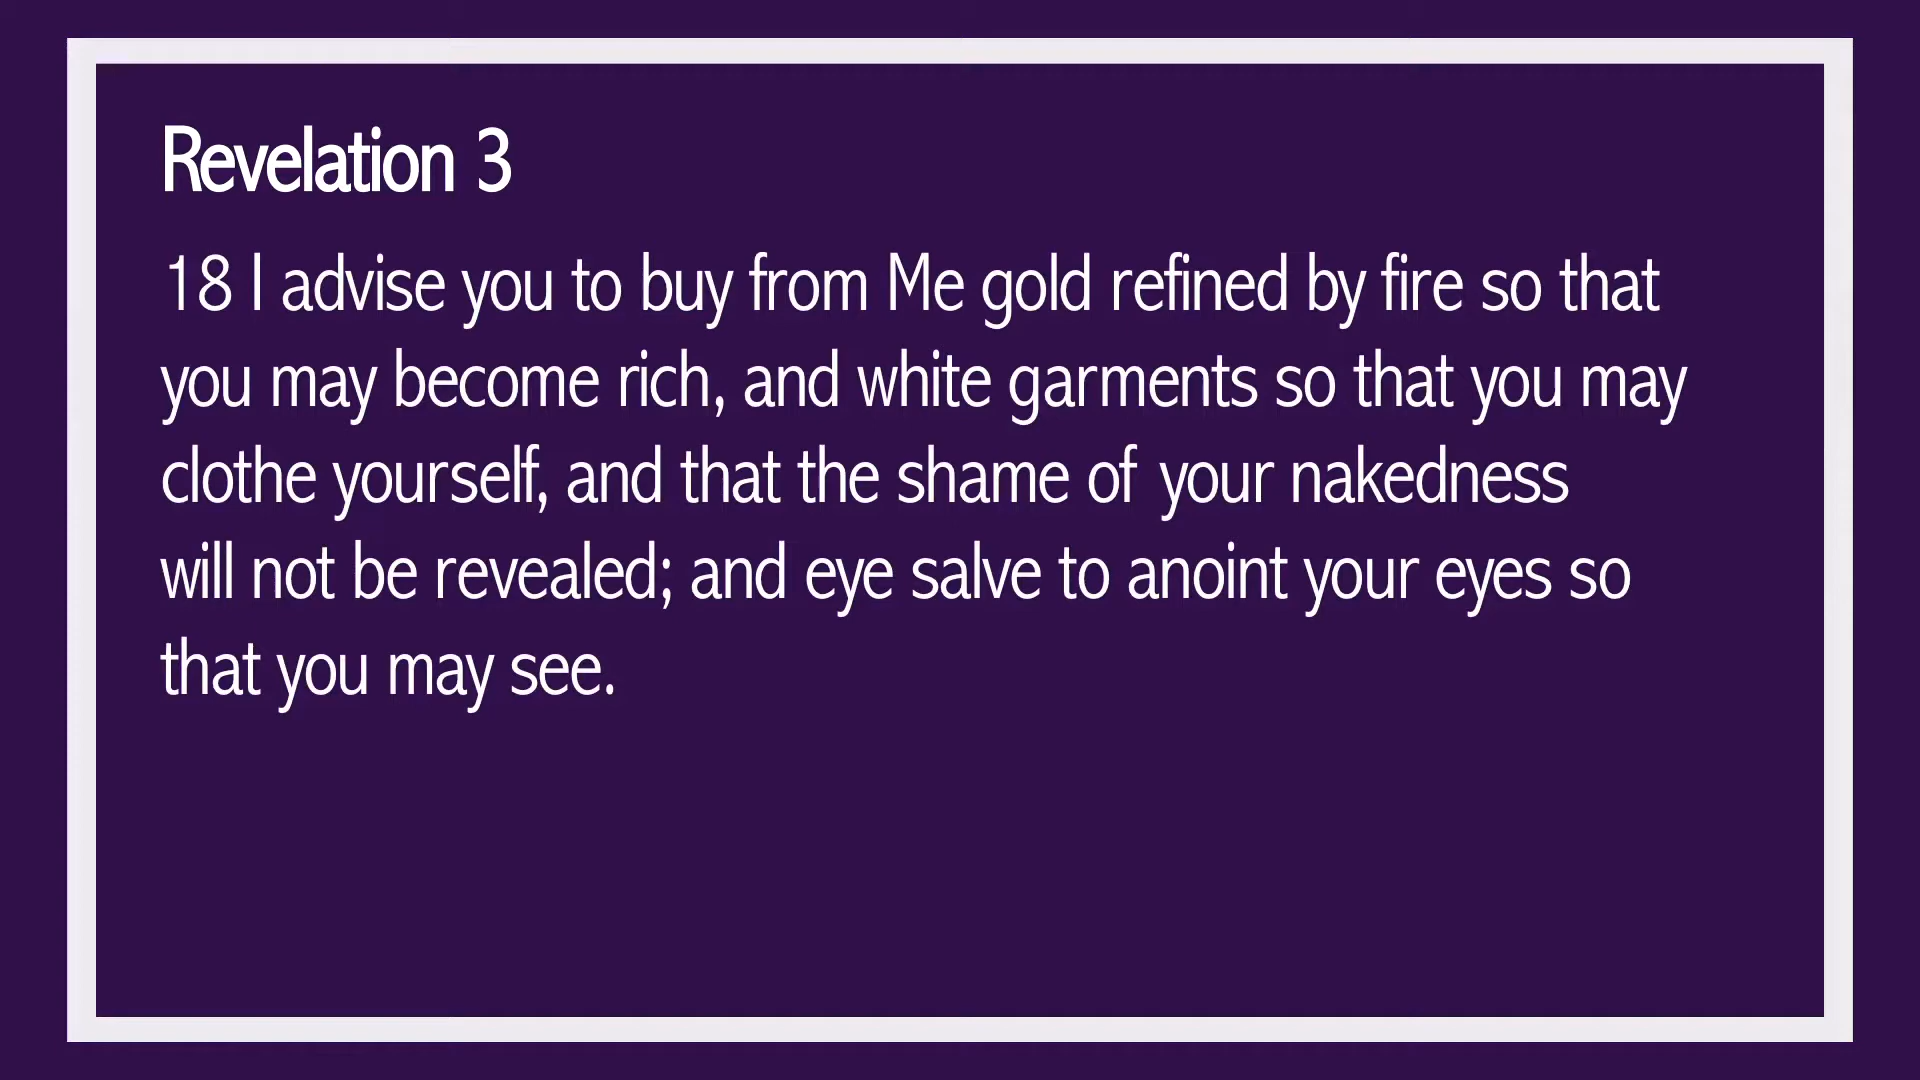 Revelation 3
18 I advise you to buy from Me gold refined by fire so that
you may become rich, and white garments so that you may
clothe yourself, and that the shame of your nakedness
will not be revealed; and eye salve to anoint your eyes so
that you may see.